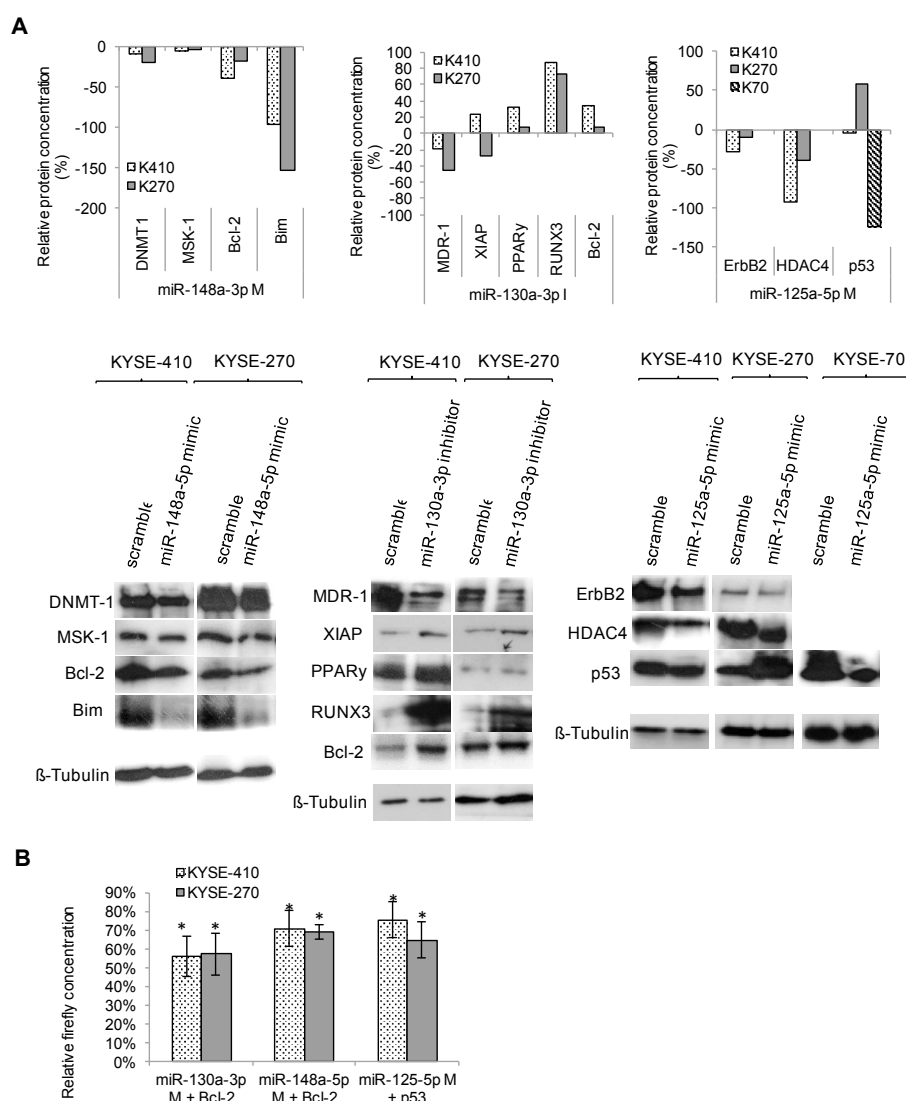 A
Relative protein concentration
(%)
0
-50
-100
-150
-200
K410
K270
DNMT1
MSK-1
Bcl-2
Bim
miR-148a-3p M
Relative protein concentration
(%)
100
80
60
40
20
0
-20
-40
-60
-80
-100
K410
K270
MDR-1
XIAP
PPARy
RUNX3
Bcl-2
miR-130a-3p I
Relative protein concentration
(%)
100
50
0
-50
-100
-150
K410
K270
K70
ErbB2 HDAC4 p53
miR-125a-5p M
KYSE-410 KYSE-270
scramble
miR-148a-5p mimic
scramble
miR-148a-5p mimic
DNMT-1
MSK-1
Bcl-2
Bim
ß-Tubulin
KYSE-410 KYSE-270
scramble
miR-130a-3p inhibitor
scramble
miR-130a-3p inhibitor
MDR-1
XIAP
PPARy
RUNX3
Bcl-2
ß-Tubulin
KYSE-410 KYSE-270 KYSE-70
scramble
miR-125a-5p mimic
scramble
miR-125a-5p mimic
scramble
miR-125a-5p mimic
ErbB2
HDAC4
p53
ß-Tubulin
B
Relative firefly concentration
90%
80%
70%
60%
50%
40%
30%
20%
10%
0%
KYSE-410
KYSE-270
* * * * * *
miR-130a-3p
M + Bcl-2
miR-148a-5p
M + Bcl-2
miR-125-5p M
+ p53